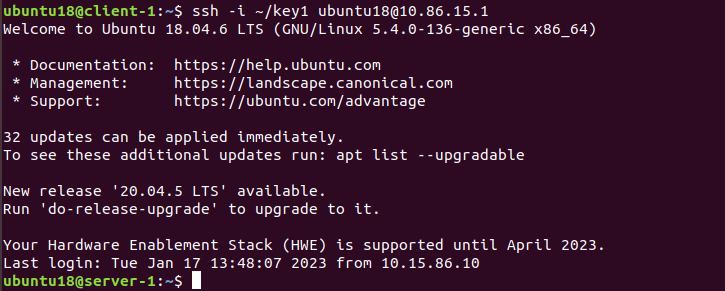 ubuntu18@client-1:~$ ssh -i ~/key1 ubuntu18@10.86.15.1
Welcome to Ubuntu 18.04.6 LTS (GNU/Linux 5.4.0-136-generic x86_64)
* Documentation:  https://help.ubuntu.com
* Management:     https://landscape.canonical.com
* Support:        https://ubuntu.com/advantage
32 updates can be applied immediately.
To see these additional updates run: apt list --upgradable
New release '20.04.5 LTS' available.
Run 'do-release-upgrade' to upgrade to it.
Your Hardware Enablement Stack (HWE) is supported until April 2023.
Last login: Tue Jan 17 13:48:07 2023 from 10.15.86.10
ubuntu18@server-1:~$